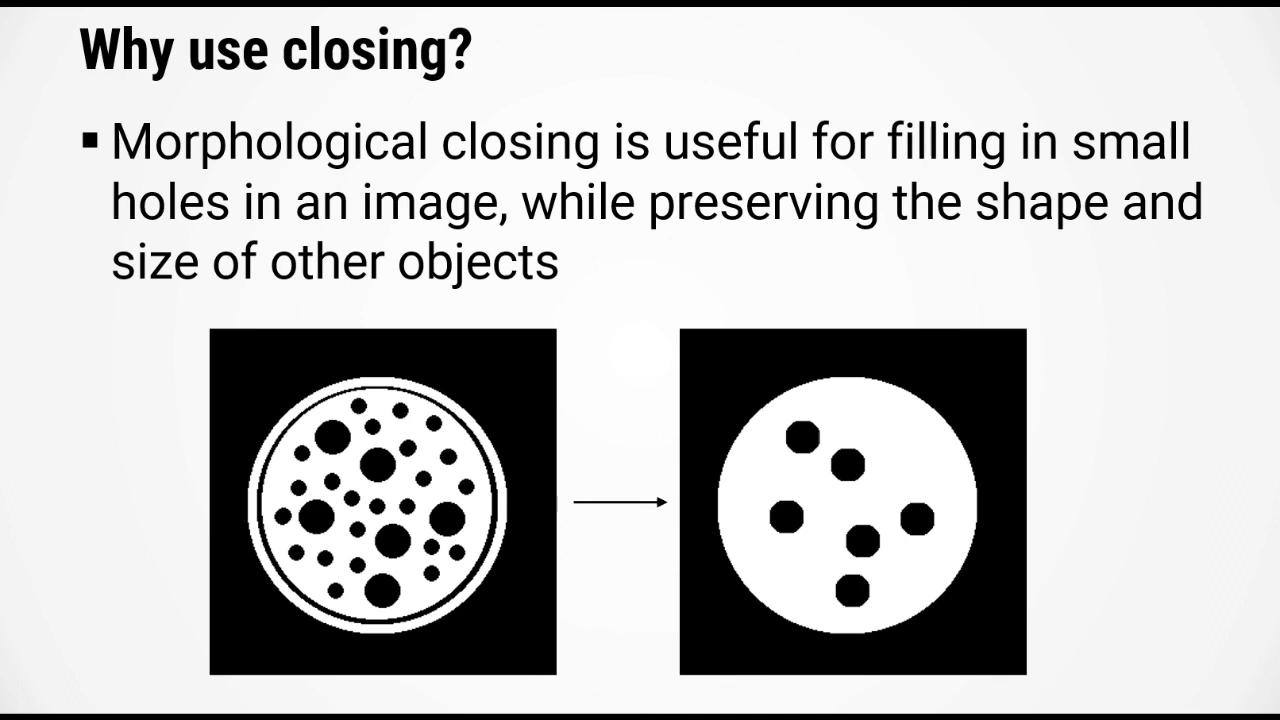 Why use closing?
▪ Morphological closing is useful for filling in small
holes in an image, while preserving the shape and
size of other objects